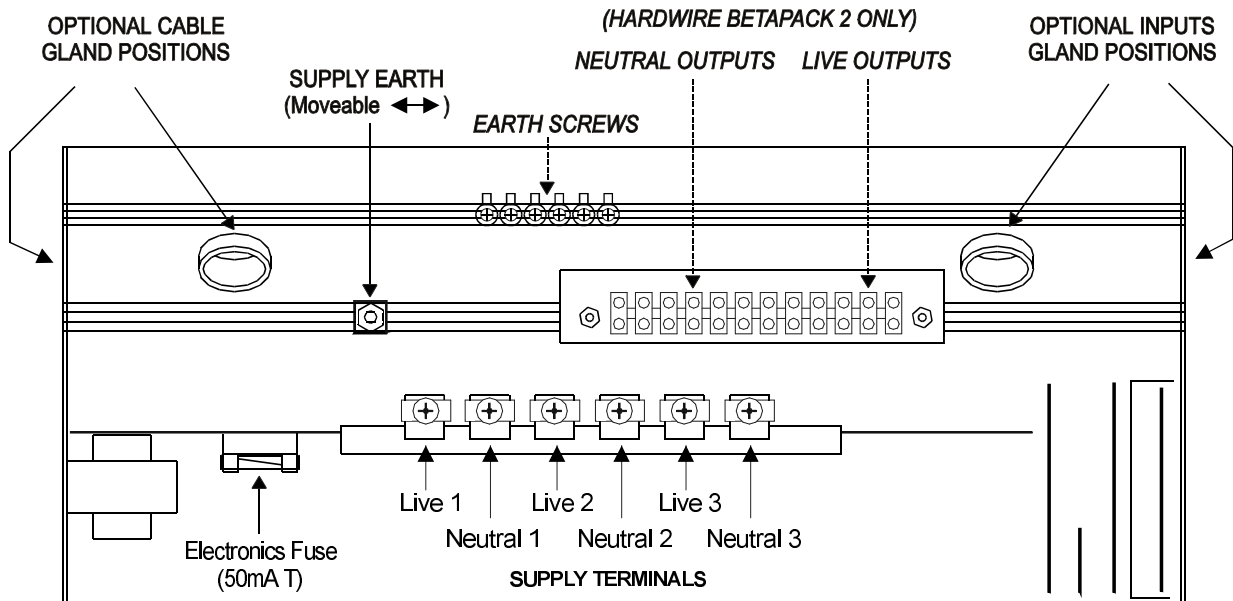 OPTIONAL CABLE
GLAND POSITIONS
SUPPLY EARTH
(Moveable ↔)
EARTH SCREWS
(HARDWIRE BETAPACK 2 ONLY)
NEUTRAL OUTPUTS
LIVE OUTPUTS
OPTIONAL INPUTS
GLAND POSITIONS
Electronics Fuse
(50mA T)
Live 1
Live 2
Live 3
Neutral 1
Neutral 2
Neutral 3
SUPPLY TERMINALS